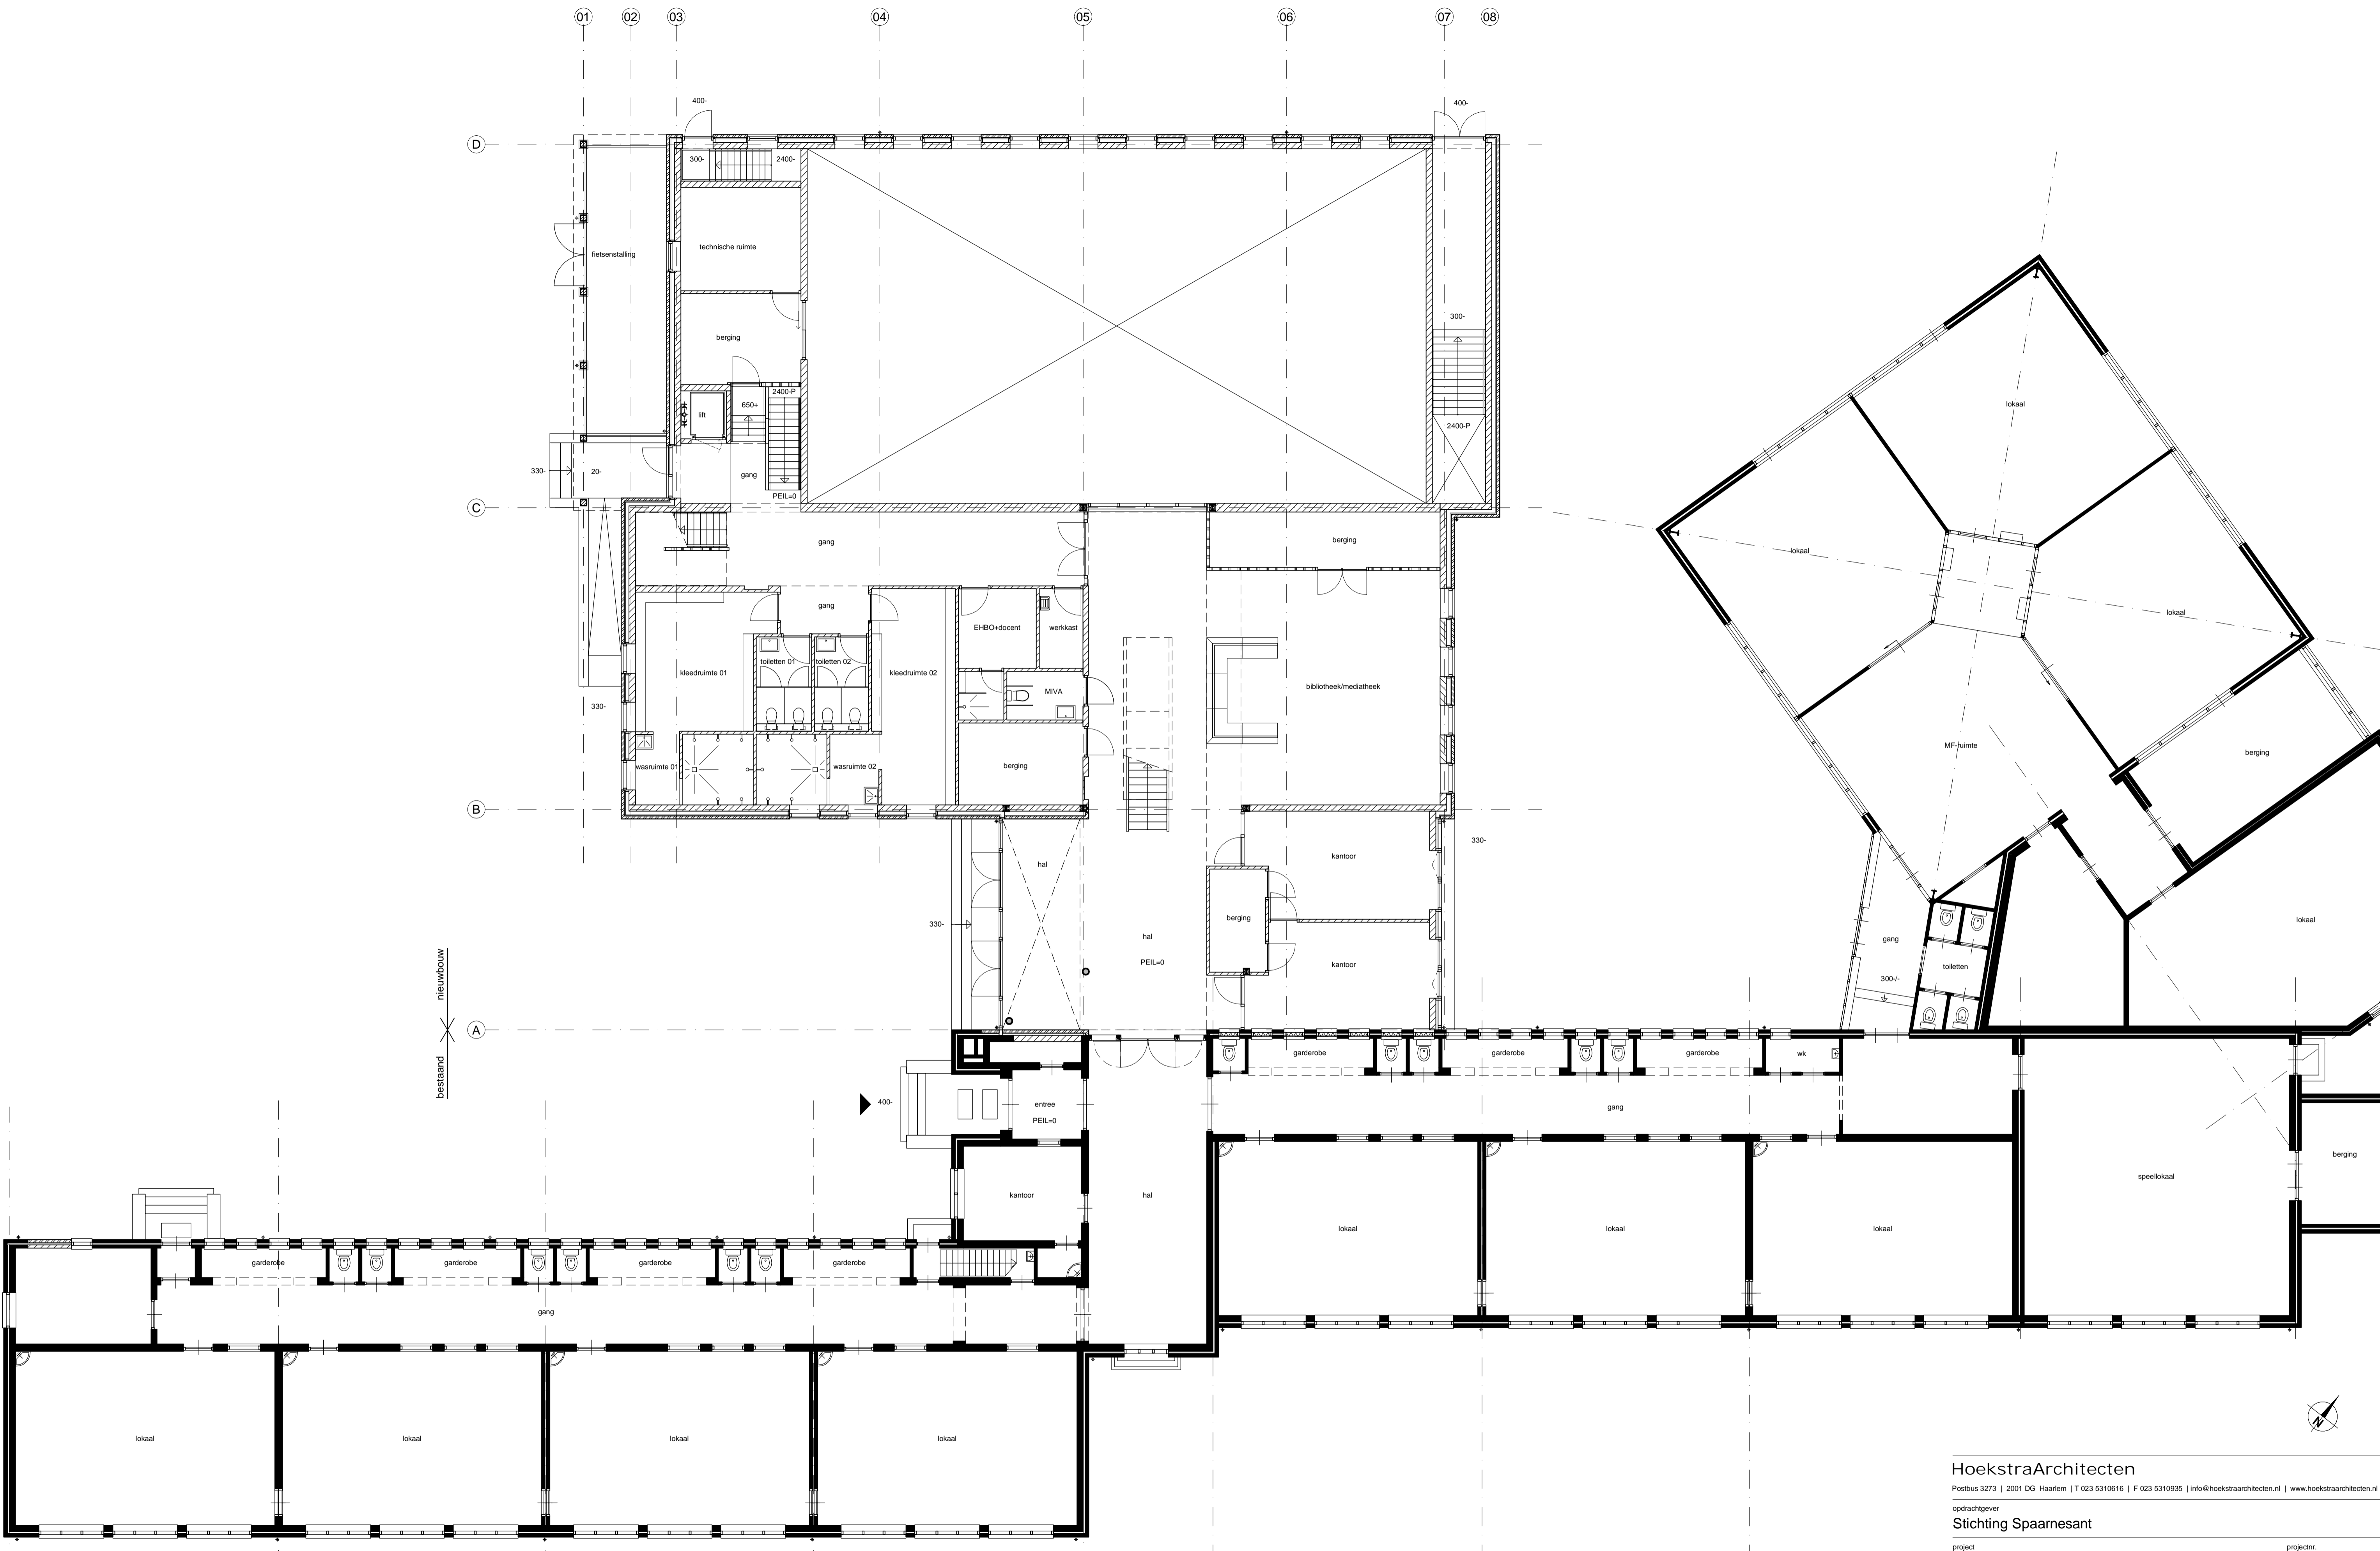 01 02 03 04 05 06 07 08
400- 400-
D
300- 2400-
technische ruimte
fietsenstalling
300-
berging
2400-P
650+
lift
lokaal
2400-P
330- 20- gang
PEIL=0
C
gang berging
lokaal
gang
lokaal
EHBO+docent werkkast
toiletten 01 toiletten 02
kleedruimte 01 kleedruimte 02
bibliotheek/mediatheek
MIVA
330-
MF-ruimte
berging
wasruimte 01 wasruimte 02 berging
B
330-
kantoor
hal
berging
lokaal
330-
hal
gang
PEIL=0
kantoor
toiletten
300-/-
nieuwbouw
A
bestaand
garderobe garderobe garderobe wk
400-
entree
gang
PEIL=0
berging
speellokaal
kantoor hal
lokaal lokaal lokaal
garderobe garderobe garderobe garderobe
gang
lokaal lokaal lokaal lokaal
N
HoekstraArchitecten
Postbus 3273 | 2001 DG Haarlem | T 023 5310616 | F 023 5310935 | info@hoekstraarchitecten.nl | www.hoekstraarchitecten.nl
opdrachtgever
Stichting Spaarnesant
project projectnr.